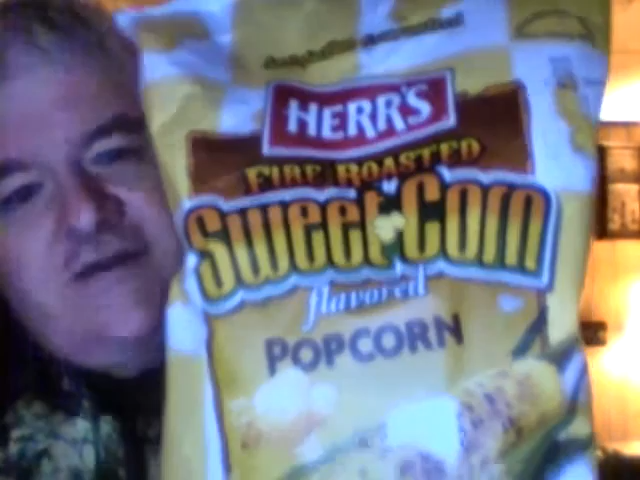 HERR'S
FIRE ROASTED
Sweet Corn
flavored
POPCORN